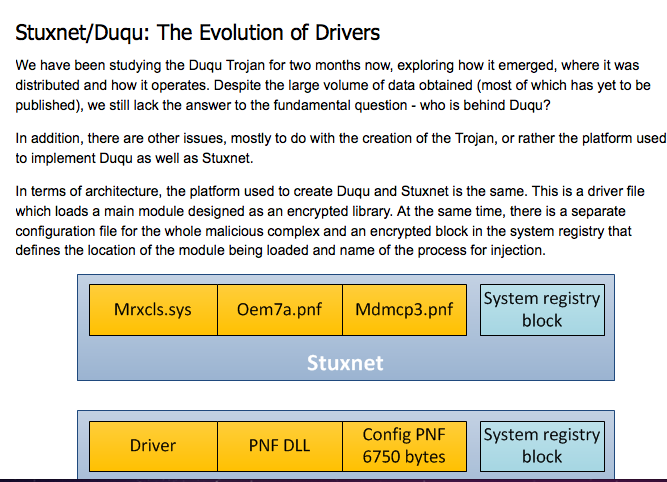 Stuxnet/Duqu: The Evolution of Drivers
We have been studying the Duqu Trojan for two months now, exploring how it emerged, where it was
distributed and how it operates. Despite the large volume of data obtained (most of which has yet to be
published), we still lack the answer to the fundamental question - who is behind Duqu?
In addition, there are other issues, mostly to do with the creation of the Trojan, or rather the platform used
to implement Duqu as well as Stuxnet.
In terms of architecture, the platform used to create Duqu and Stuxnet is the same. This is a driver file
which loads a main module designed as an encrypted library. At the same time, there is a separate
configuration file for the whole malicious complex and an encrypted block in the system registry that
defines the location of the module being loaded and name of the process for injection.
Mrxcls.sys
Oem7a.pnf
Mdmcp3.pnf
System registry
block
Stuxnet
Driver
PNF DLL
Config PNF
6750 bytes
System registry
block